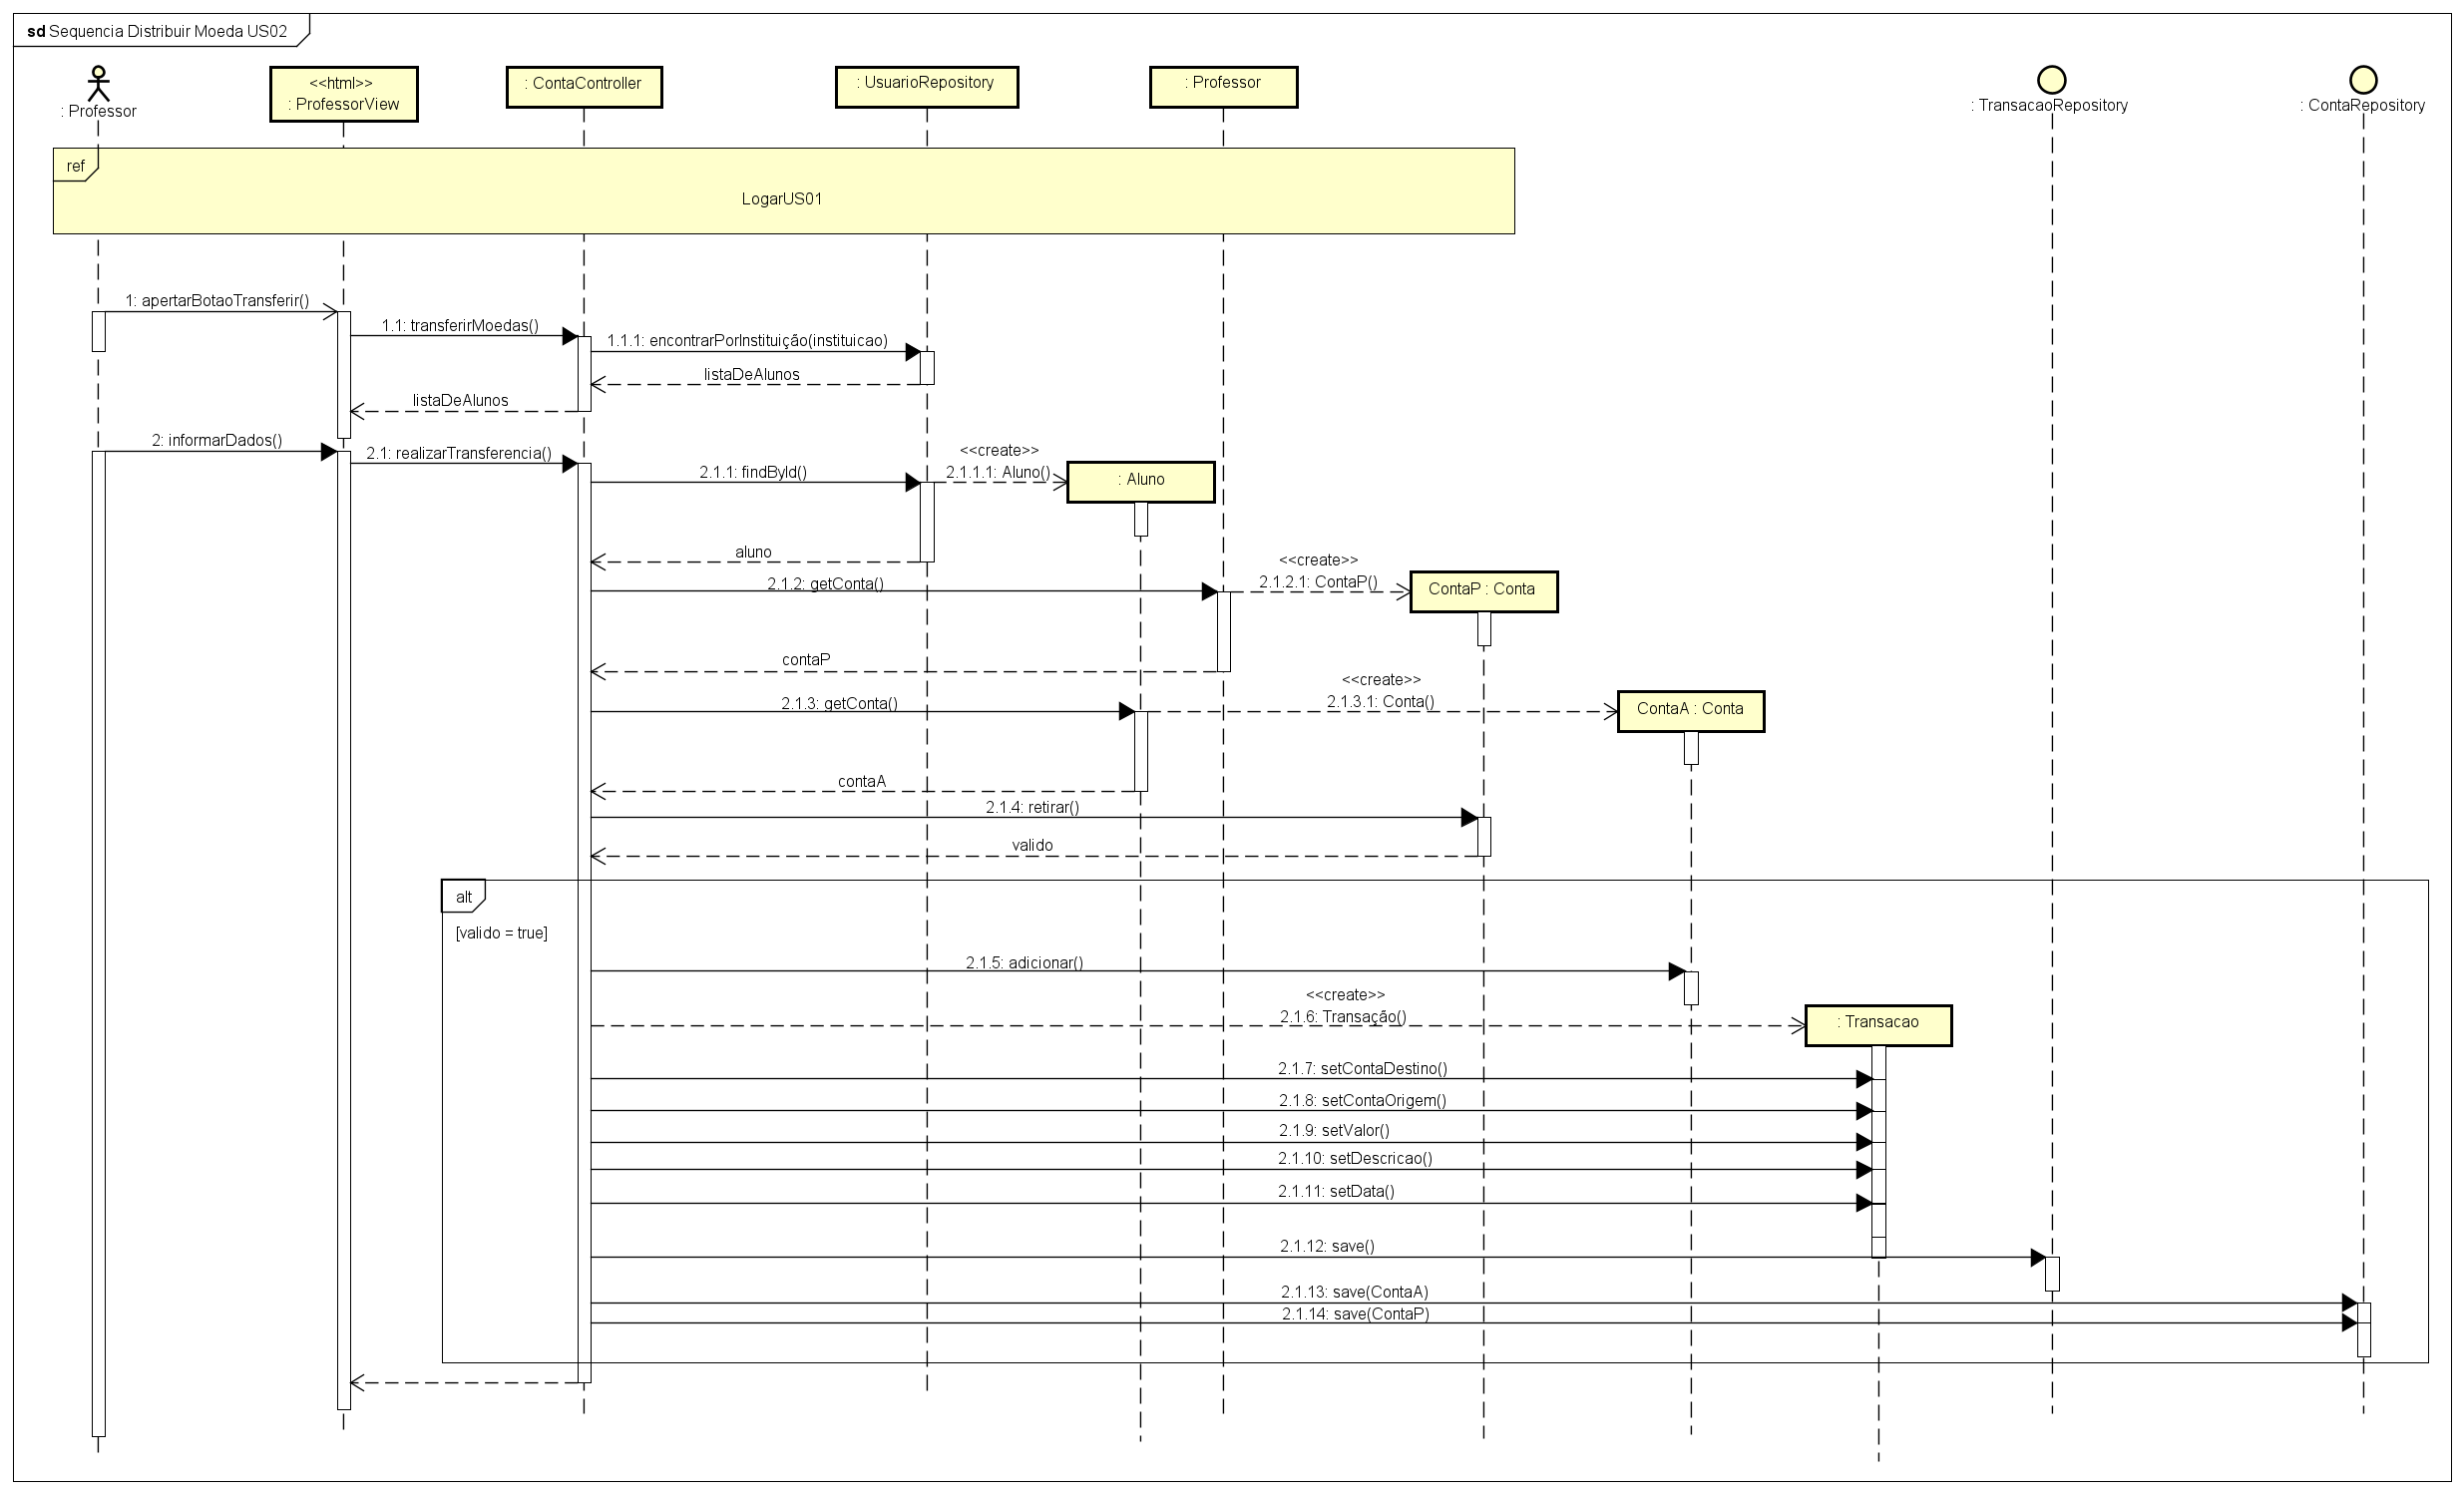 sd Sequencia Distribuir Moeda US02
: Professor
<<html>>
: ProfessorView
: ContaController
: UsuarioRepository
: Professor
: TransacaoRepository
: ContaRepository
ref
LogarUS01
1: apertarBotaoTransferir()
1.1: transferirMoedas()
1.1.1: encontrarPorInstituição(instituicao)
listaDeAlunos
listaDeAlunos
2: informarDados()
2.1: realizarTransferencia()
2.1.1: findById()
<<create>>
2.1.1.1: Aluno()
: Aluno
aluno
2.1.2: getConta()
<<create>>
2.1.2.1: ContaP()
ContaP : Conta
contaP
2.1.3: getConta()
<<create>>
2.1.3.1: Conta()
ContaA : Conta
contaA
2.1.4: retirar()
valido
alt
[valido = true]
2.1.5: adicionar()
<<create>>
2.1.6: Transação()
: Transacao
2.1.7: setContaDestino()
2.1.8: setContaOrigem()
2.1.9: setValor()
2.1.10: setDescricao()
2.1.11: setData()
2.1.12: save()
2.1.13: save(ContaA)
2.1.14: save(ContaP)